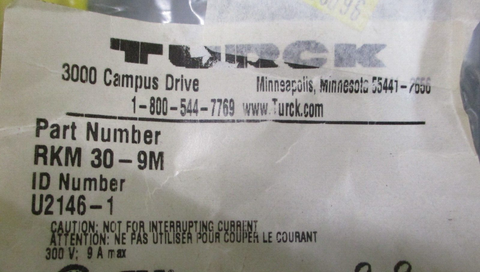 TURCK
3000 Campus Drive Minneapolis, Minnesota 55441-2656
1-800-544-7769 www.Turck.com
Part Number
RKM 30-9M
ID Number
U2146-1
CAUTION: NOT FOR INTERRUPTING CURRENT
ATTENTION: NE PAS UTILISER POUR COUPER LE COURANT
300 V; 9 A max